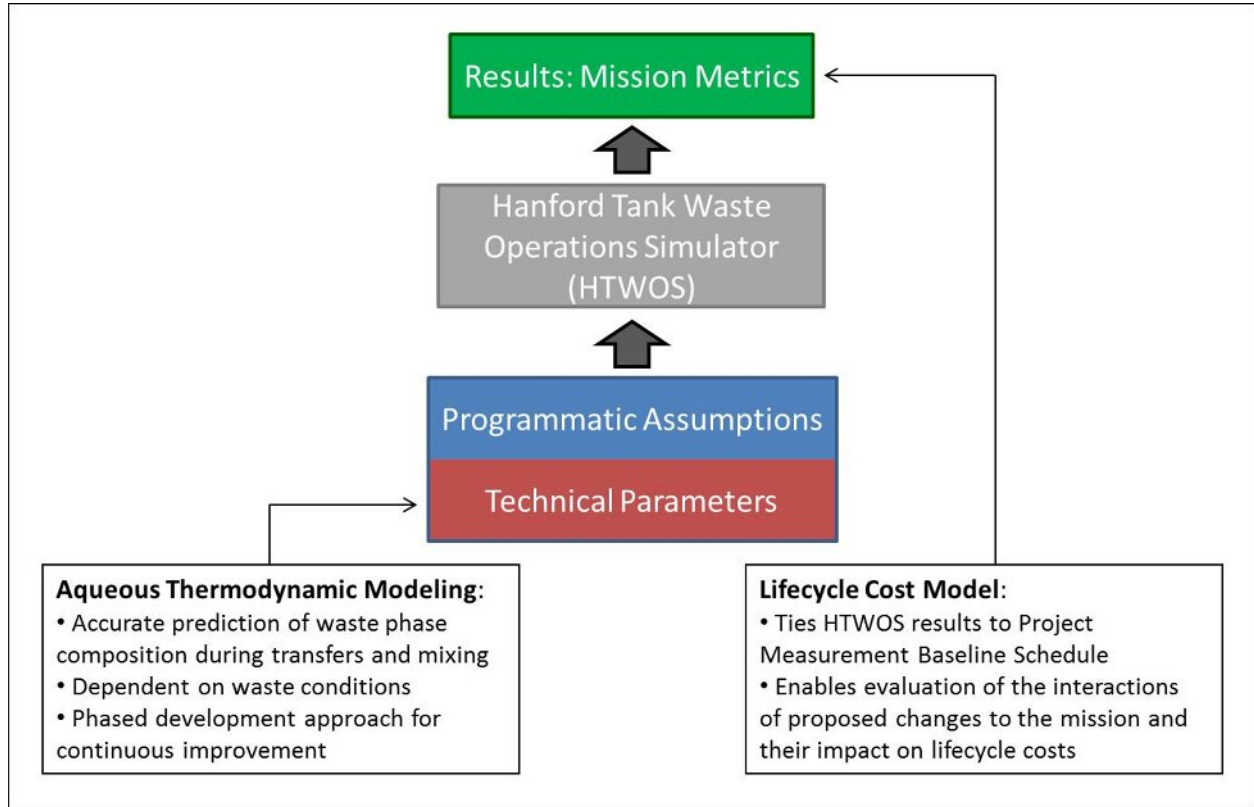 Results: Mission Metrics
Hanford Tank Waste
Operations Simulator
(HTWOS)
Programmatic Assumptions
Technical Parameters
Aqueous Thermodynamic Modeling:
• Accurate prediction of waste phase
composition during transfers and mixing
• Dependent on waste conditions
• Phased development approach for
continuous improvement
Lifecycle Cost Model:
• Ties HTWOS results to Project
Measurement Baseline Schedule
• Enables evaluation of the interactions
of proposed changes to the mission and
their impact on lifecycle costs